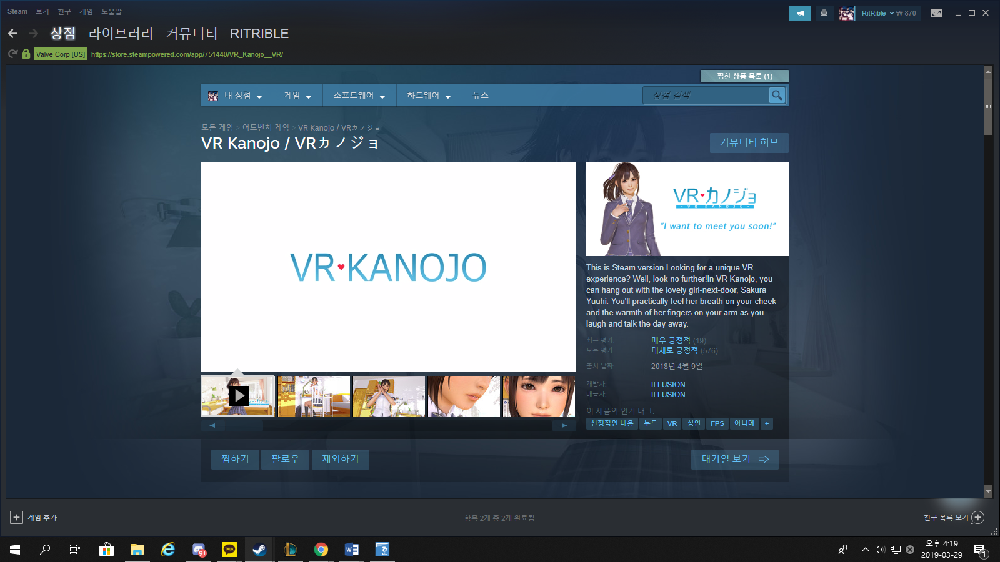 Steam 보기 친구 게임 도움말
RitRible ₩ 870
상점 라이브러리 커뮤니티 RITRIBLE
Valve Corp [US] https://store.steampowered.com/app/751440/VR_Kanojo__VR/
찜한 상품 목록 (1)
내 상점 게임 소프트웨어 하드웨어 뉴스 상점 검색
모든 게임 > 어드벤처 게임 > VR Kanojo / VRカノジョ
VR Kanojo / VRカノジョ
커뮤니티 허브
VR KANOJO
VR カノジョ
- VR KANOJO -
"I want to meet you soon!"
This is Steam version.Looking for a unique VR
experience? Well, look no further!In VR Kanojo, you
can hang out with the lovely girl-next-door, Sakura
Yuuhi. You'll practically feel her breath on your cheek
and the warmth of her fingers on your arm as you
laugh and talk the day away.
최근 평가: 매우 긍정적 (19)
모든 평가: 대체로 긍정적 (576)
출시 날짜: 2018년 4월 9일
개발자: ILLUSION
배급사: ILLUSION
이 제품의 인기 태그:
선정적인 내용 누드 VR 성인 FPS 아니메 +
찜하기 팔로우 제외하기 대기열 보기
게임 추가 항목 2개 중 2개 완료됨 친구 목록 보기
9+ TALK
오후 4:19
2019-03-29
1